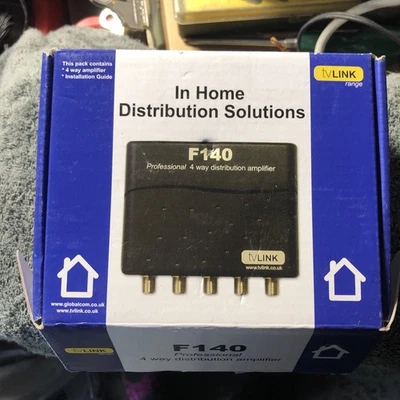 This pack contains
* 4 way amplifier
* Installation Guide
tvLINK
range
In Home
Distribution Solutions
F140
Professional 4 way distribution amplifier
tvLINK
www.tvlink.co.uk
www.globalcom.co.uk
www.tvlink.co.uk
tvLINK
F140
Professional
4 way distribution amplifier